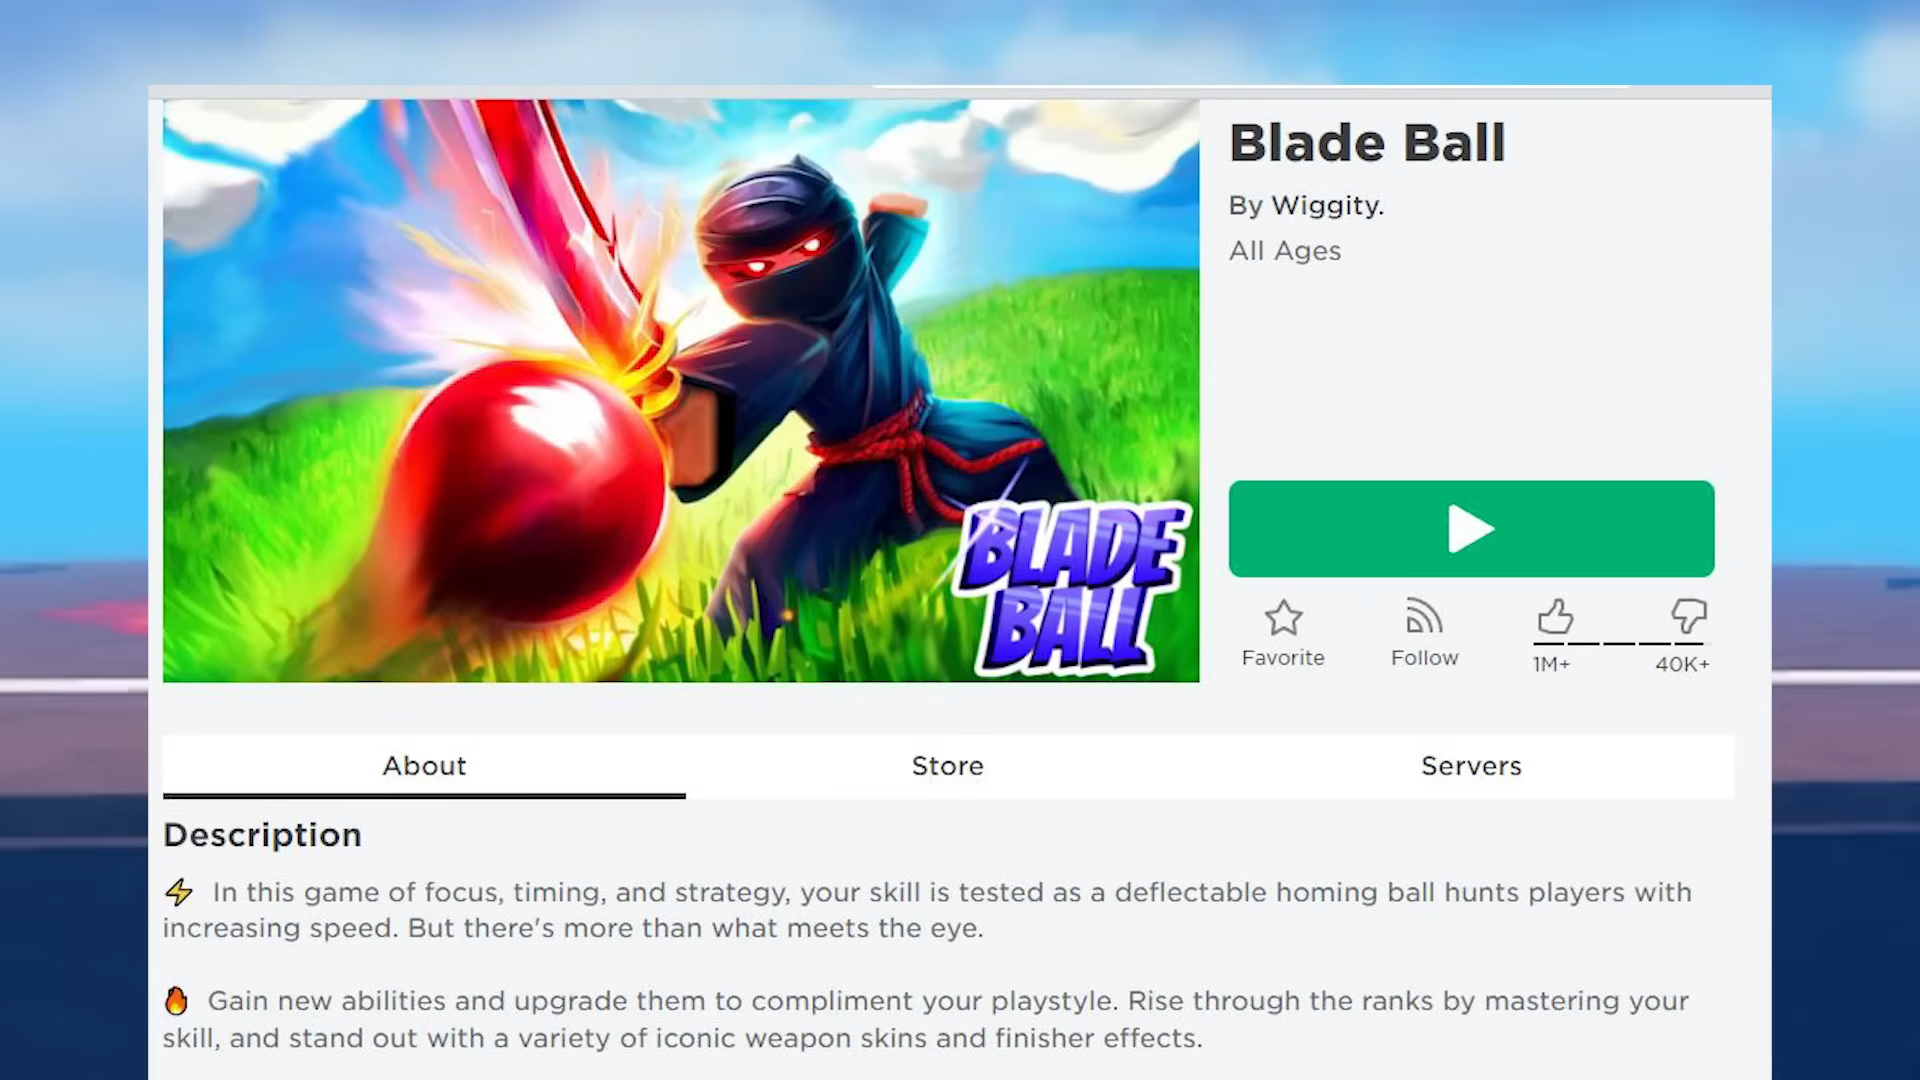 Blade Ball
By Wiggity.
All Ages
BLADE
BALL
Favorite
Follow
1M+
40K+
About
Store
Servers
Description
⚡ In this game of focus, timing, and strategy, your skill is tested as a deflectable homing ball hunts players with
increasing speed. But there's more than what meets the eye.
🔥 Gain new abilities and upgrade them to compliment your playstyle. Rise through the ranks by mastering your
skill, and stand out with a variety of iconic weapon skins and finisher effects.